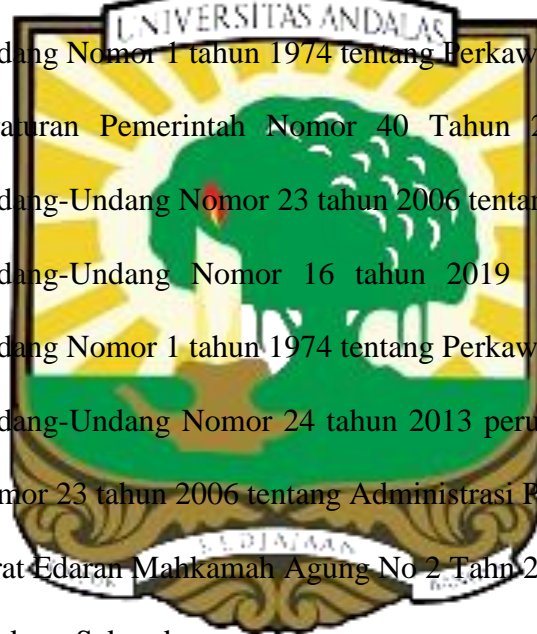 UNIVERSITAS ANDALAS
dang Nomor 1 tahun 1974 tentang Perkaw
aturan Pemerintah Nomor 40 Tahun 2
dang-Undang Nomor 23 tahun 2006 tentan
dang-Undang Nomor 16 tahun 2019
dang Nomor 1 tahun 1974 tentang Perkaw
dang-Undang Nomor 24 tahun 2013 peru
mor 23 tahun 2006 tentang Administrasi P
KEDJAJAAN
rat Edaran Mahkamah Agung No 2 Tahn 2